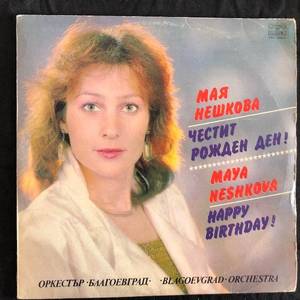 МАЯ
НЕШКОВА
ЧЕСТИТ
РОЖДЕН ДЕН!
MAYA
NESHKOVA
HAPPY
BIRTHDAY!
ОРКЕСТЪР ·БЛАГОЕВГРАД· ·BLAGOEVGRAD· ORCHESTRA